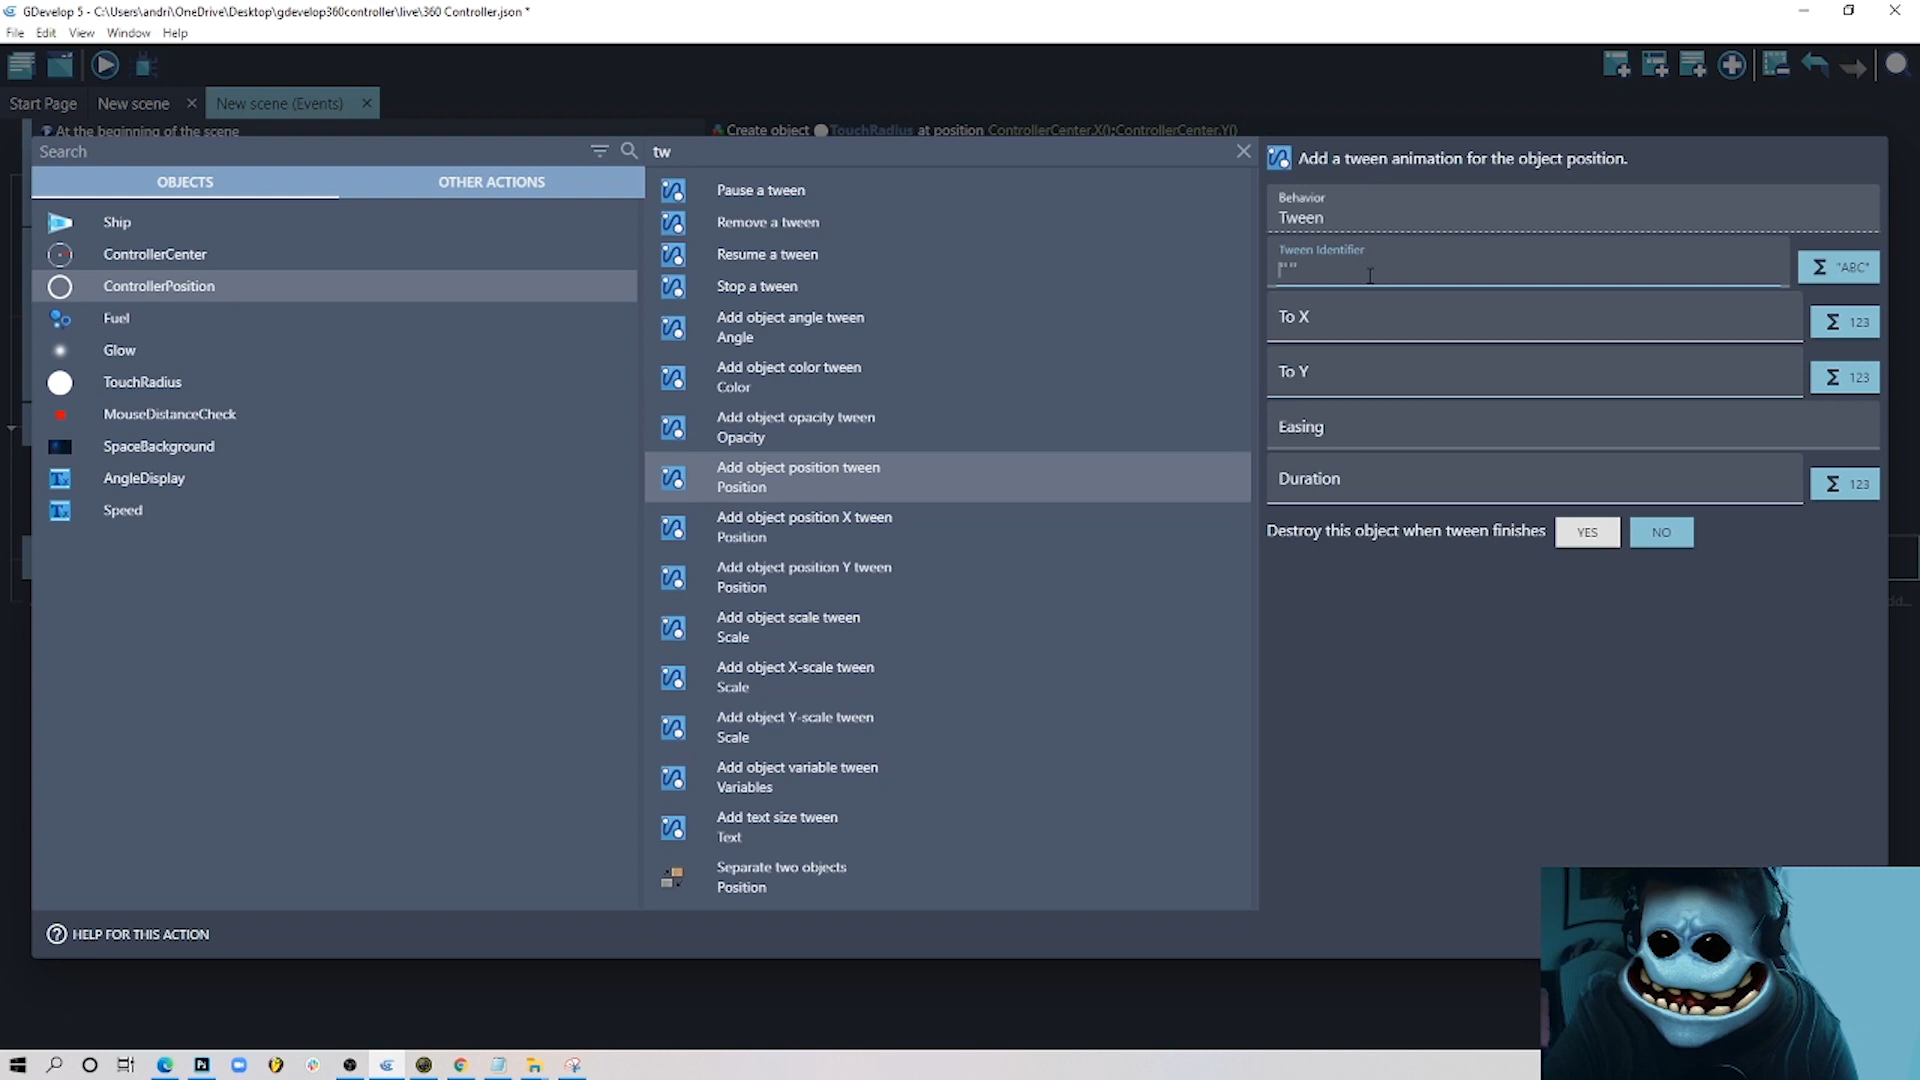 GDevelop 5 - C:\Users\andri\OneDrive\Desktop\gdevelop360controller\live\360 Controller.json *
File Edit View Window Help
Start Page New scene New scene (Events)
At the beginning of the scene
Create object TouchRadius at position ControllerCenter.X();ControllerCenter.Y()
Search
tw
OBJECTS OTHER ACTIONS
Ship
ControllerCenter
ControllerPosition
Fuel
Glow
TouchRadius
MouseDistanceCheck
SpaceBackground
AngleDisplay
Speed
Pause a tween
Remove a tween
Resume a tween
Stop a tween
Add object angle tween
Angle
Add object color tween
Color
Add object opacity tween
Opacity
Add object position tween
Position
Add object position X tween
Position
Add object position Y tween
Position
Add object scale tween
Scale
Add object X-scale tween
Scale
Add object Y-scale tween
Scale
Add object variable tween
Variables
Add text size tween
Text
Separate two objects
Position
Add a tween animation for the object position.
Behavior
Tween
Tween Identifier
""
Σ "ABC"
To X
Σ 123
To Y
Σ 123
Easing
Duration
Σ 123
Destroy this object when tween finishes YES NO
HELP FOR THIS ACTION